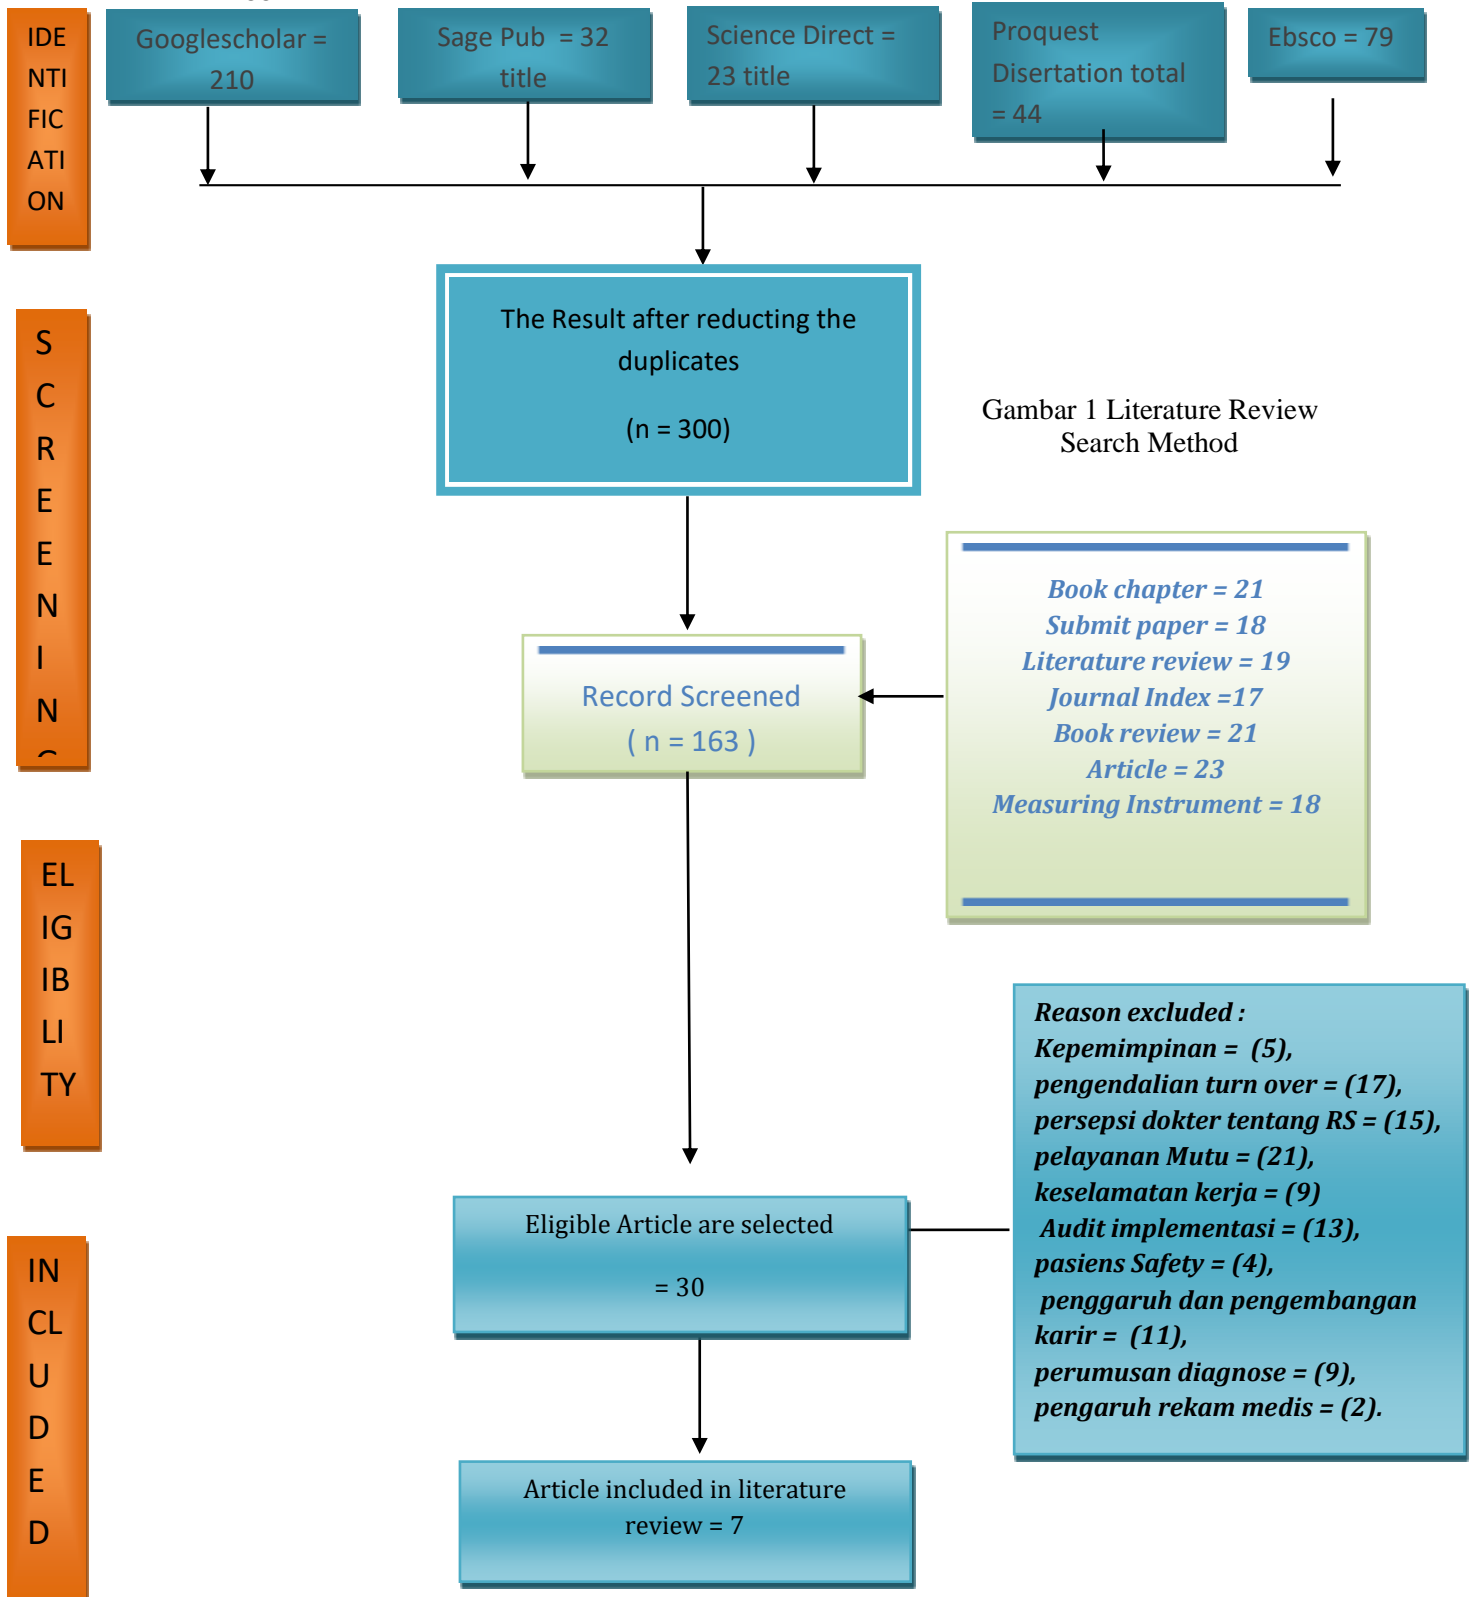 IDE
NTI
FIC
ATI
ON
Googlescholar =
210
Sage Pub = 32
title
Science Direct =
23 title
Proquest
Disertation total
= 44
Ebsco = 79
S
C
R
E
E
N
I
N
G
The Result after reducting the
duplicates
(n = 300)
Gambar 1 Literature Review
Search Method
Record Screened
( n = 163 )
Book chapter = 21
Submit paper = 18
Literature review = 19
Journal Index =17
Book review = 21
Article = 23
Measuring Instrument = 18
EL
IG
IB
LI
TY
Reason excluded :
Kepemimpinan = (5),
pengendalian turn over = (17),
persepsi dokter tentang RS = (15),
pelayanan Mutu = (21),
keselamatan kerja = (9)
Audit implementasi = (13),
pasiens Safety = (4),
penggaruh dan pengembangan
karir = (11),
perumusan diagnose = (9),
pengaruh rekam medis = (2).
IN
CL
U
D
E
D
Eligible Article are selected
= 30
Article included in literature
review = 7